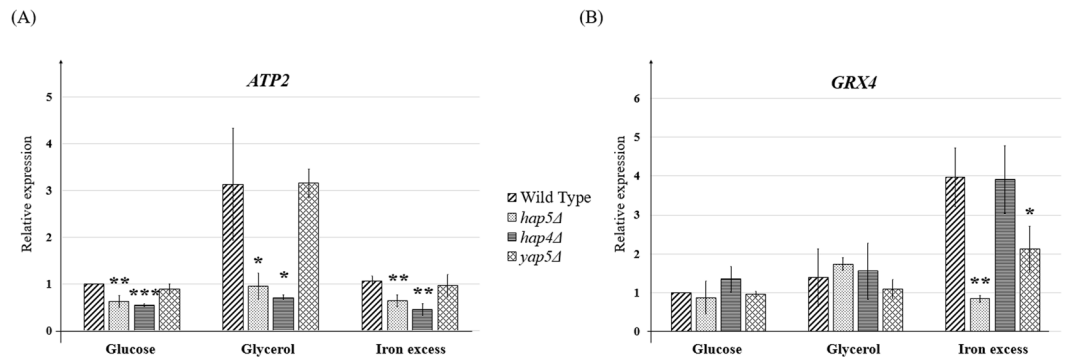 (A)
(B)
ATP2
Relative expression
5
4
3
2
1
0
** *** * * ** **
Glucose Glycerol Iron excess
Wild Type
hap5Δ
hap4Δ
yap5Δ
GRX4
Relative expression
6
5
4
3
2
1
0
** *
Glucose Glycerol Iron excess